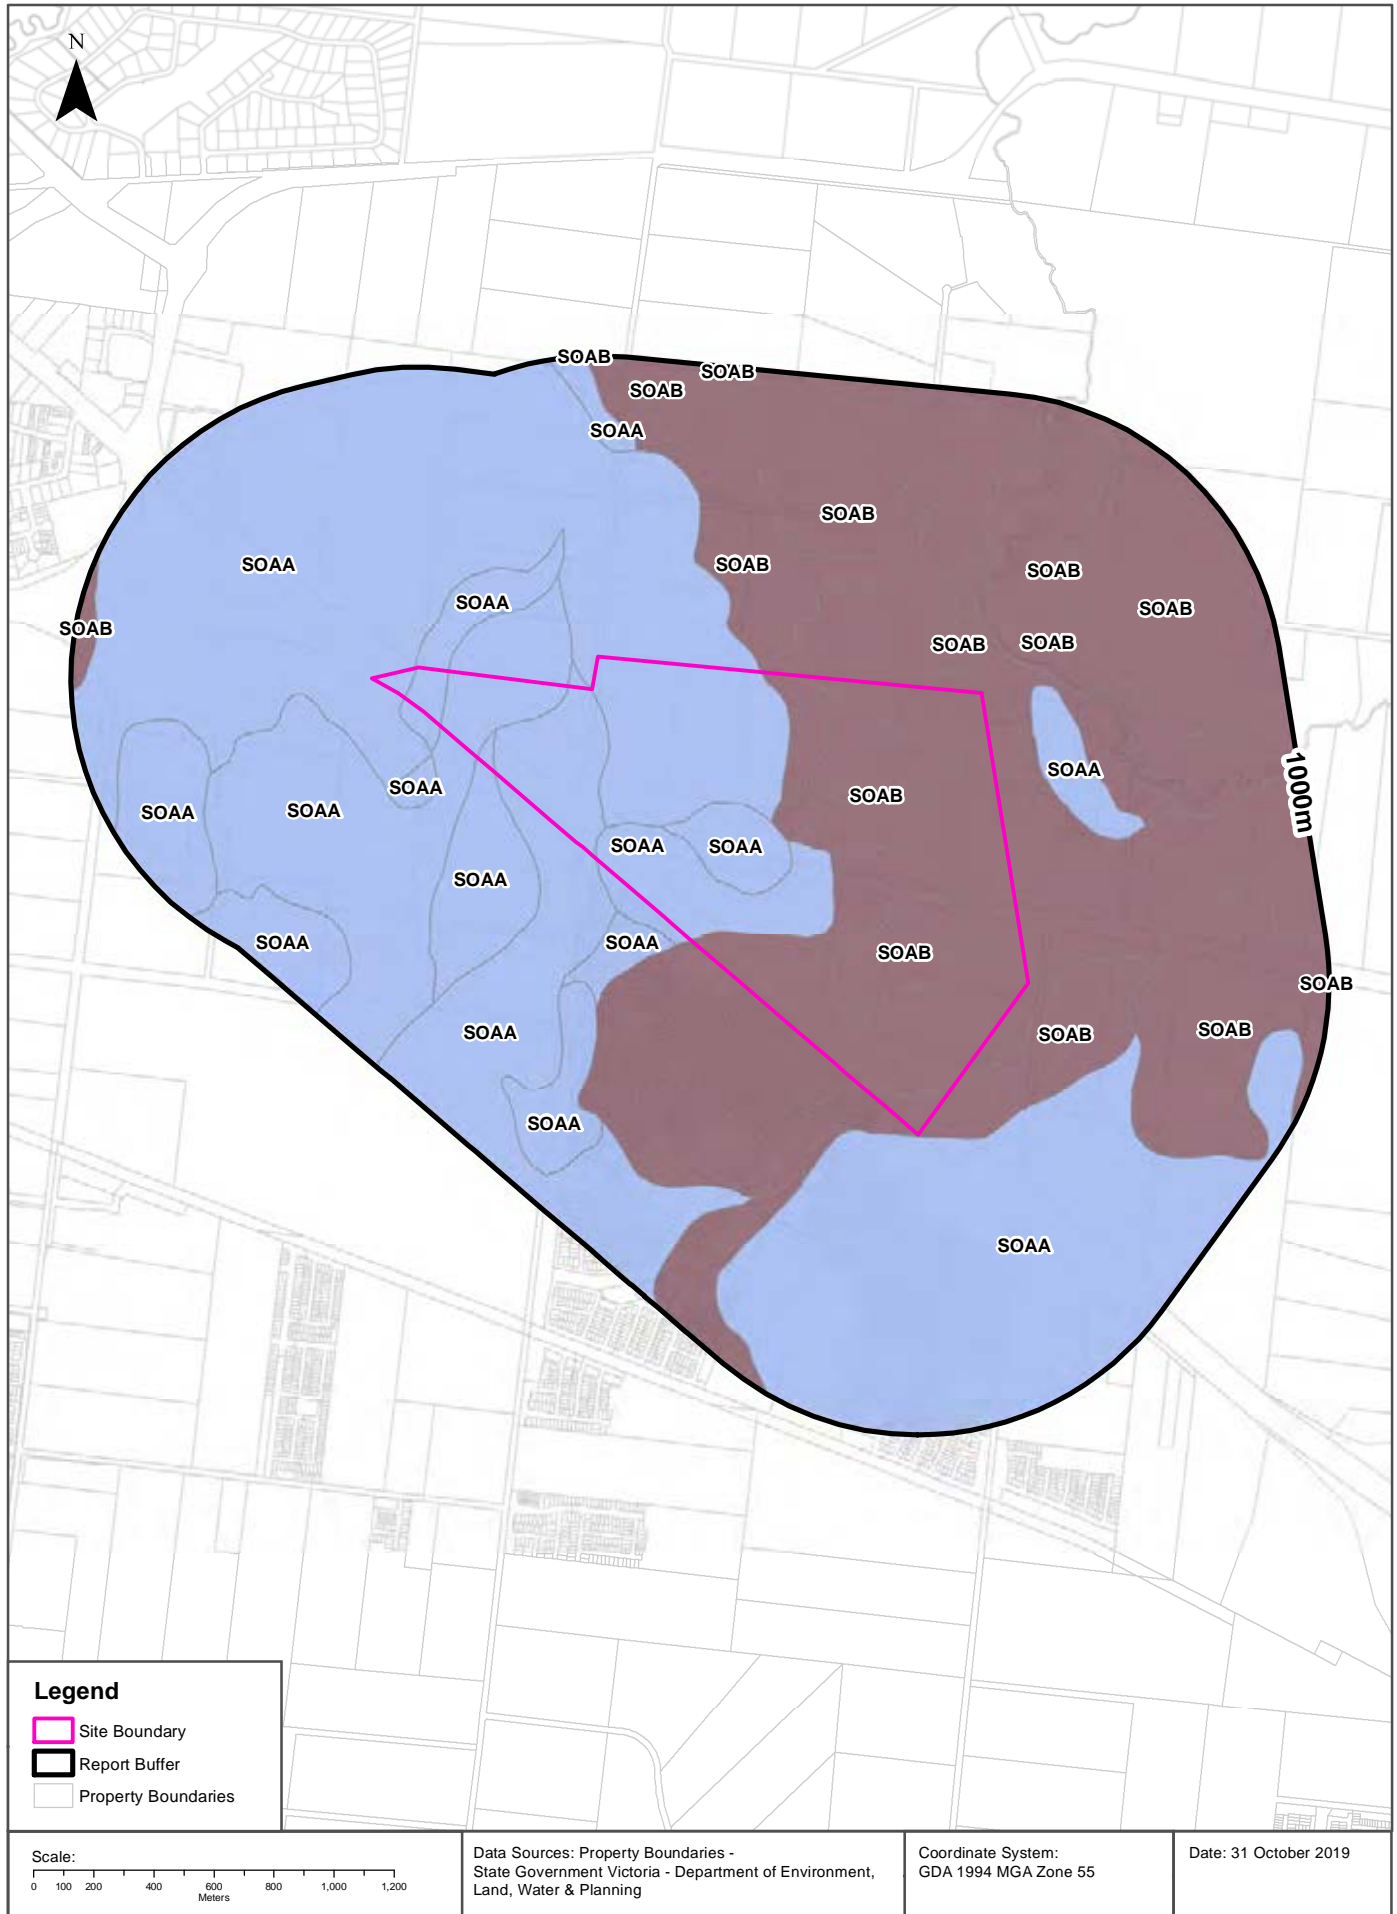 N
SOAB
SOAB
SOAB
SOAA
SOAB
SOAA
SOAB
SOAB
SOAA
SOAB
SOAB
SOAB
SOAB
SOAA
1000m
SOAA
SOAB
SOAA
SOAA
SOAA
SOAA
SOAA
SOAA
SOAA
SOAB
SOAB
SOAB
SOAA
SOAB
SOAA
SOAA
Legend
Site Boundary
Report Buffer
Property Boundaries
Scale:
0 100 200 400 600 800 1,000 1,200
Meters
Data Sources: Property Boundaries -
State Government Victoria - Department of Environment,
Land, Water & Planning
Coordinate System:
GDA 1994 MGA Zone 55
Date: 31 October 2019